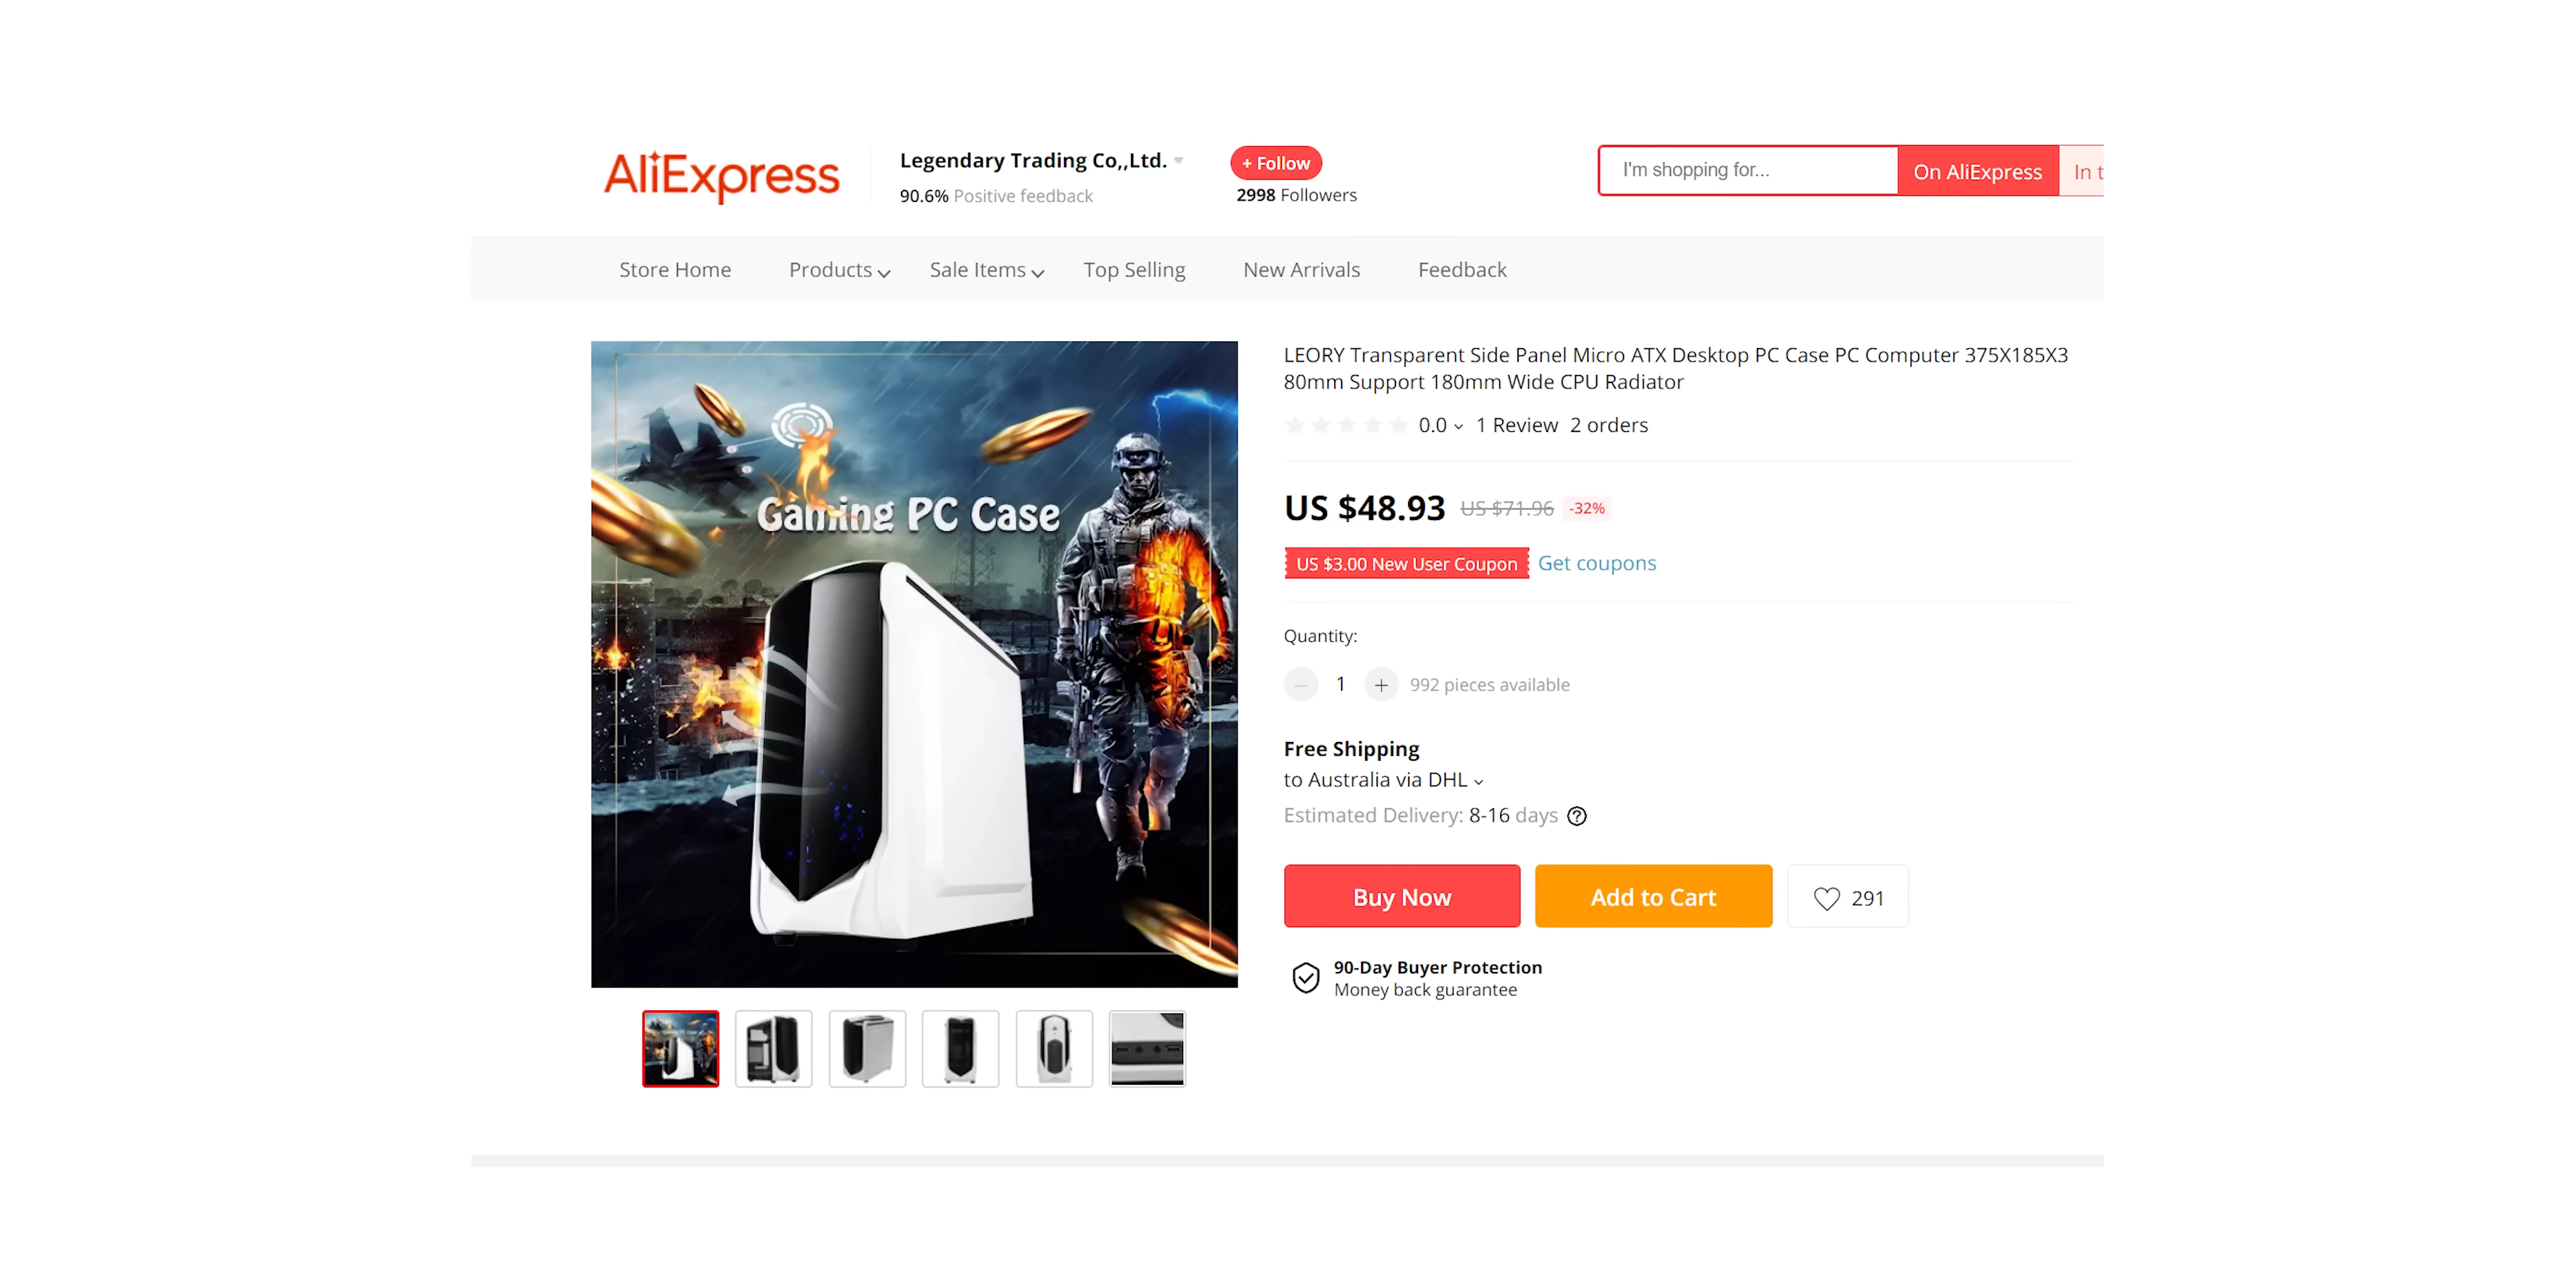 AliExpress
Legendary Trading Co,,Ltd.
+ Follow
90.6% Positive feedback
2998 Followers
I'm shopping for...
On AliExpress
In t
Store Home
Products
Sale Items
Top Selling
New Arrivals
Feedback
Gaming PC Case
LEORY Transparent Side Panel Micro ATX Desktop PC Case PC Computer 375X185X3
80mm Support 180mm Wide CPU Radiator
0.0 1 Review 2 orders
US $48.93 US $71.96 -32%
US $3.00 New User Coupon Get coupons
Quantity:
1 + 992 pieces available
Free Shipping
to Australia via DHL
Estimated Delivery: 8-16 days ?
Buy Now
Add to Cart
291
90-Day Buyer Protection
Money back guarantee